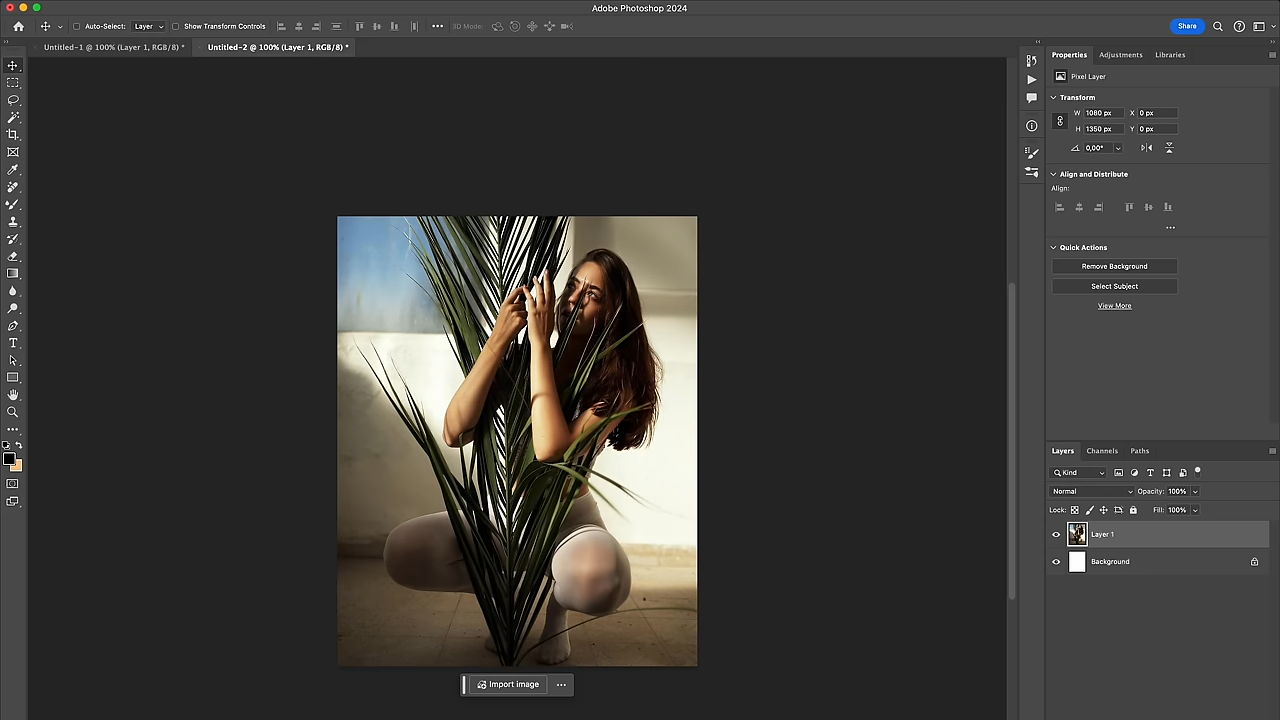 Adobe Photoshop 2024
Auto-Select: Layer Show Transform Controls 3D Mode: Share
Untitled-1 @ 100% (Layer 1, RGB/8) * Untitled-2 @ 100% (Layer 1, RGB/8) *
Properties Adjustments Libraries
Pixel Layer
Transform
W 1080 px X 0 px
H 1350 px Y 0 px
0,00°
Align and Distribute
Align:
Quick Actions
Remove Background
Select Subject
View More
Layers Channels Paths
Kind
Normal Opacity: 100%
Lock: Fill: 100%
Layer 1
Background
Import image